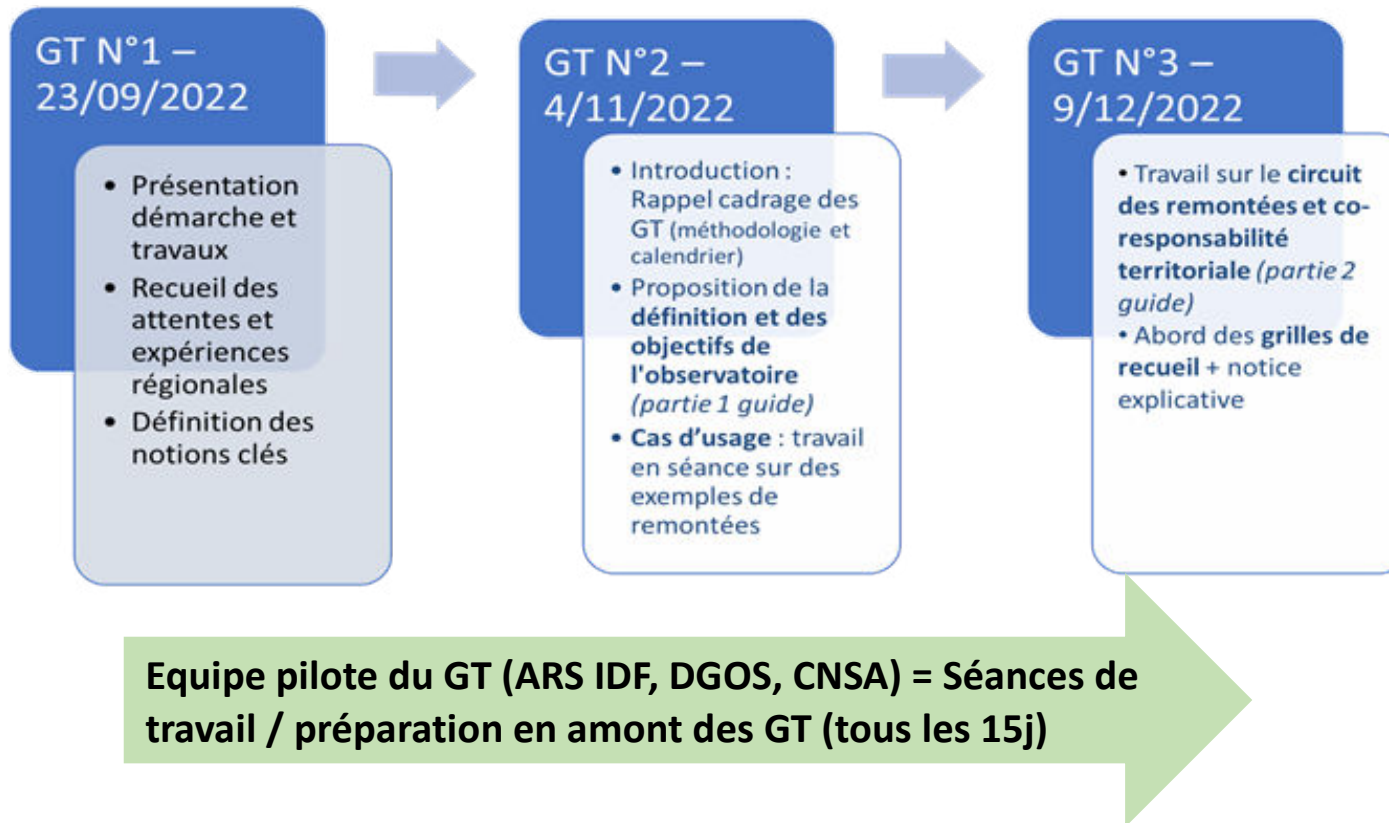 GT N°1 –
23/09/2022
• Présentation
démarche et
travaux
• Recueil des
attentes et
expériences
régionales
• Définition des
notions clés
GT N°2 –
4/11/2022
• Introduction :
Rappel cadrage des
GT (méthodologie et
calendrier)
• Proposition de la
définition et des
objectifs de
l'observatoire
(partie 1 guide)
• Cas d’usage : travail
en séance sur des
exemples de
remontées
GT N°3 –
9/12/2022
• Travail sur le circuit
des remontées et co-
responsabilité
territoriale (partie 2
guide)
• Abord des grilles de
recueil + notice
explicative
Equipe pilote du GT (ARS IDF, DGOS, CNSA) = Séances de
travail / préparation en amont des GT (tous les 15j)